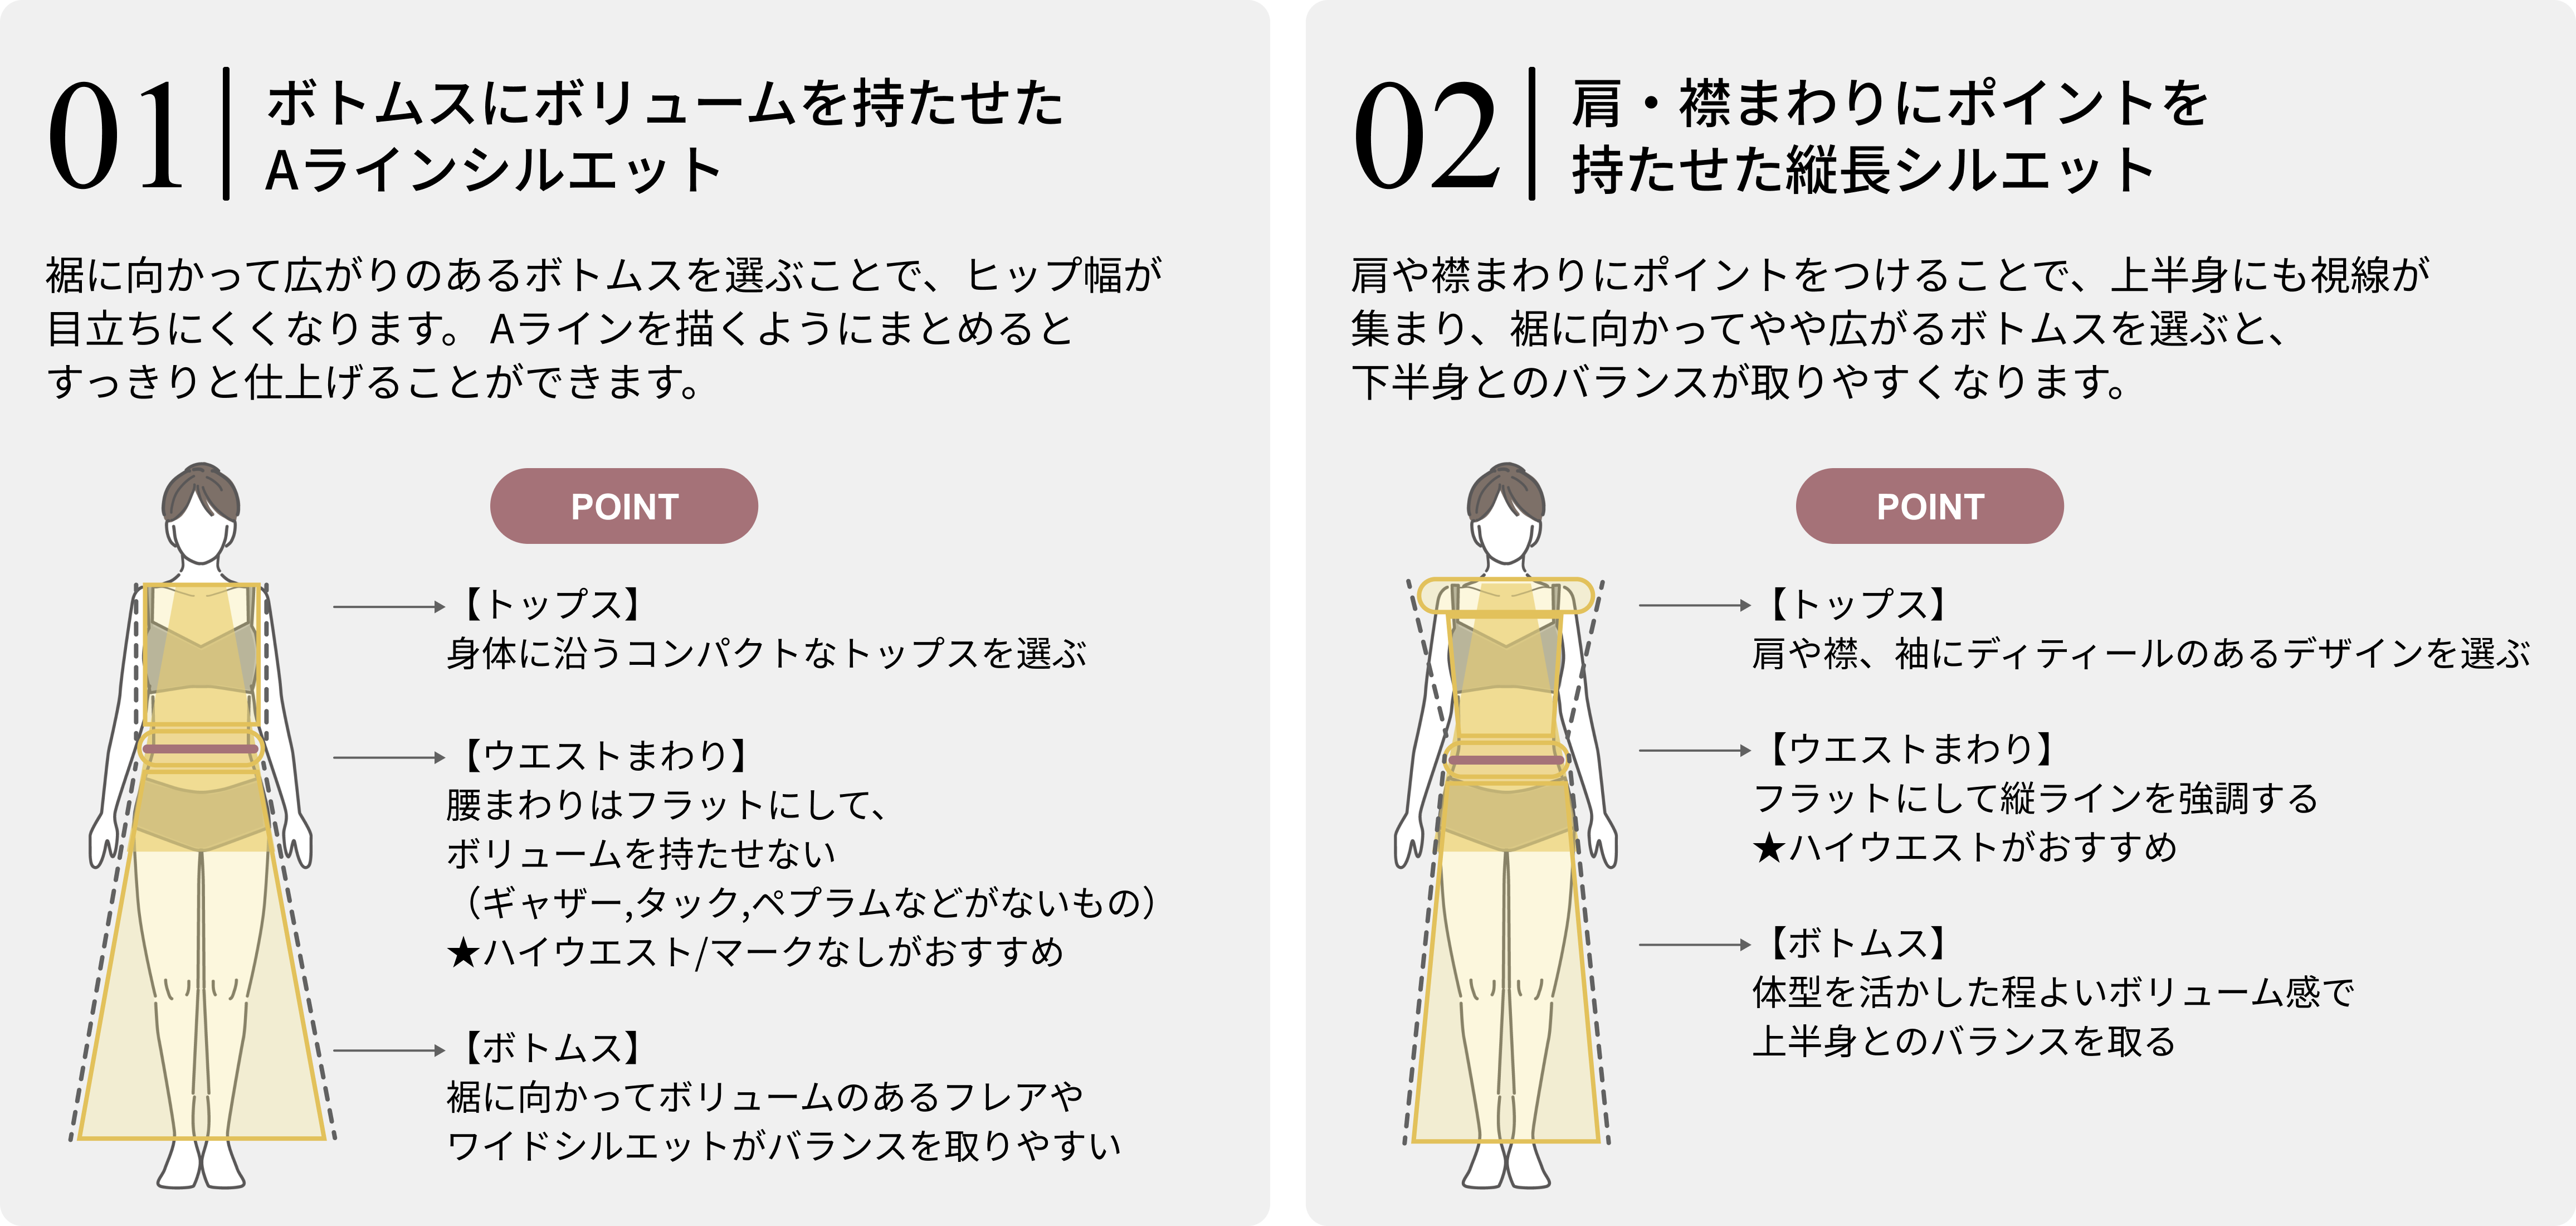 01
ボトムスにボリュームを持たせた
Aラインシルエット
裾に向かって広がりのあるボトムスを選ぶことで、ヒップ幅が
目立ちにくくなります。 Aラインを描くようにまとめると
すっきりと仕上げることができます。
POINT
【トップス】
身体に沿うコンパクトなトップスを選ぶ
【ウエストまわり】
腰まわりはフラットにして、
ボリュームを持たせない
（ギャザー,タック,ペプラムなどがないもの）
★ハイウエスト/マークなしがおすすめ
【ボトムス】
裾に向かってボリュームのあるフレアや
ワイドシルエットがバランスを取りやすい
02
肩・襟まわりにポイントを
持たせた縦長シルエット
肩や襟まわりにポイントをつけることで、上半身にも視線が
集まり、裾に向かってやや広がるボトムスを選ぶと、
下半身とのバランスが取りやすくなります。
POINT
【トップス】
肩や襟、袖にディティールのあるデザインを選ぶ
【ウエストまわり】
フラットにして縦ラインを強調する
★ハイウエストがおすすめ
【ボトムス】
体型を活かした程よいボリューム感で
上半身とのバランスを取る